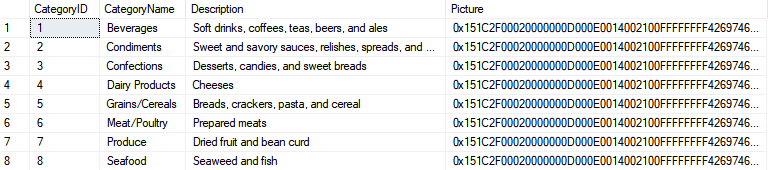 CategoryID CategoryName Description Picture
1 1 Beverages Soft drinks, coffees, teas, beers, and ales 0x151C2F00020000000D000E0014002100FFFFFFFF4269746...
2 2 Condiments Sweet and savory sauces, relishes, spreads, and ... 0x151C2F00020000000D000E0014002100FFFFFFFF4269746...
3 3 Confections Desserts, candies, and sweet breads 0x151C2F00020000000D000E0014002100FFFFFFFF4269746...
4 4 Dairy Products Cheeses 0x151C2F00020000000D000E0014002100FFFFFFFF4269746...
5 5 Grains/Cereals Breads, crackers, pasta, and cereal 0x151C2F00020000000D000E0014002100FFFFFFFF4269746...
6 6 Meat/Poultry Prepared meats 0x151C2F00020000000D000E0014002100FFFFFFFF4269746...
7 7 Produce Dried fruit and bean curd 0x151C2F00020000000D000E0014002100FFFFFFFF4269746...
8 8 Seafood Seaweed and fish 0x151C2F00020000000D000E0014002100FFFFFFFF4269746...